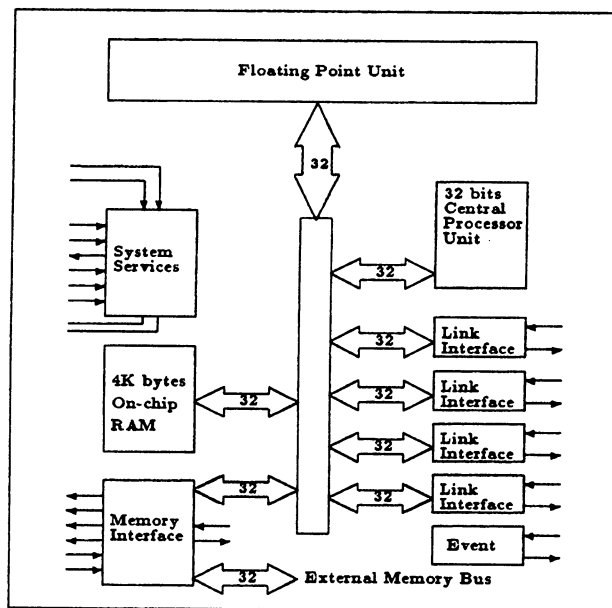 Floating Point Unit
32
32 bits
Central
Processor
Unit
System
Services
32
Link
Interface
32
4K bytes
On-chip
RAM
32
Link
Interface
32
Link
Interface
32
Memory
Interface
32
Link
Interface
32
Event
32
External Memory Bus